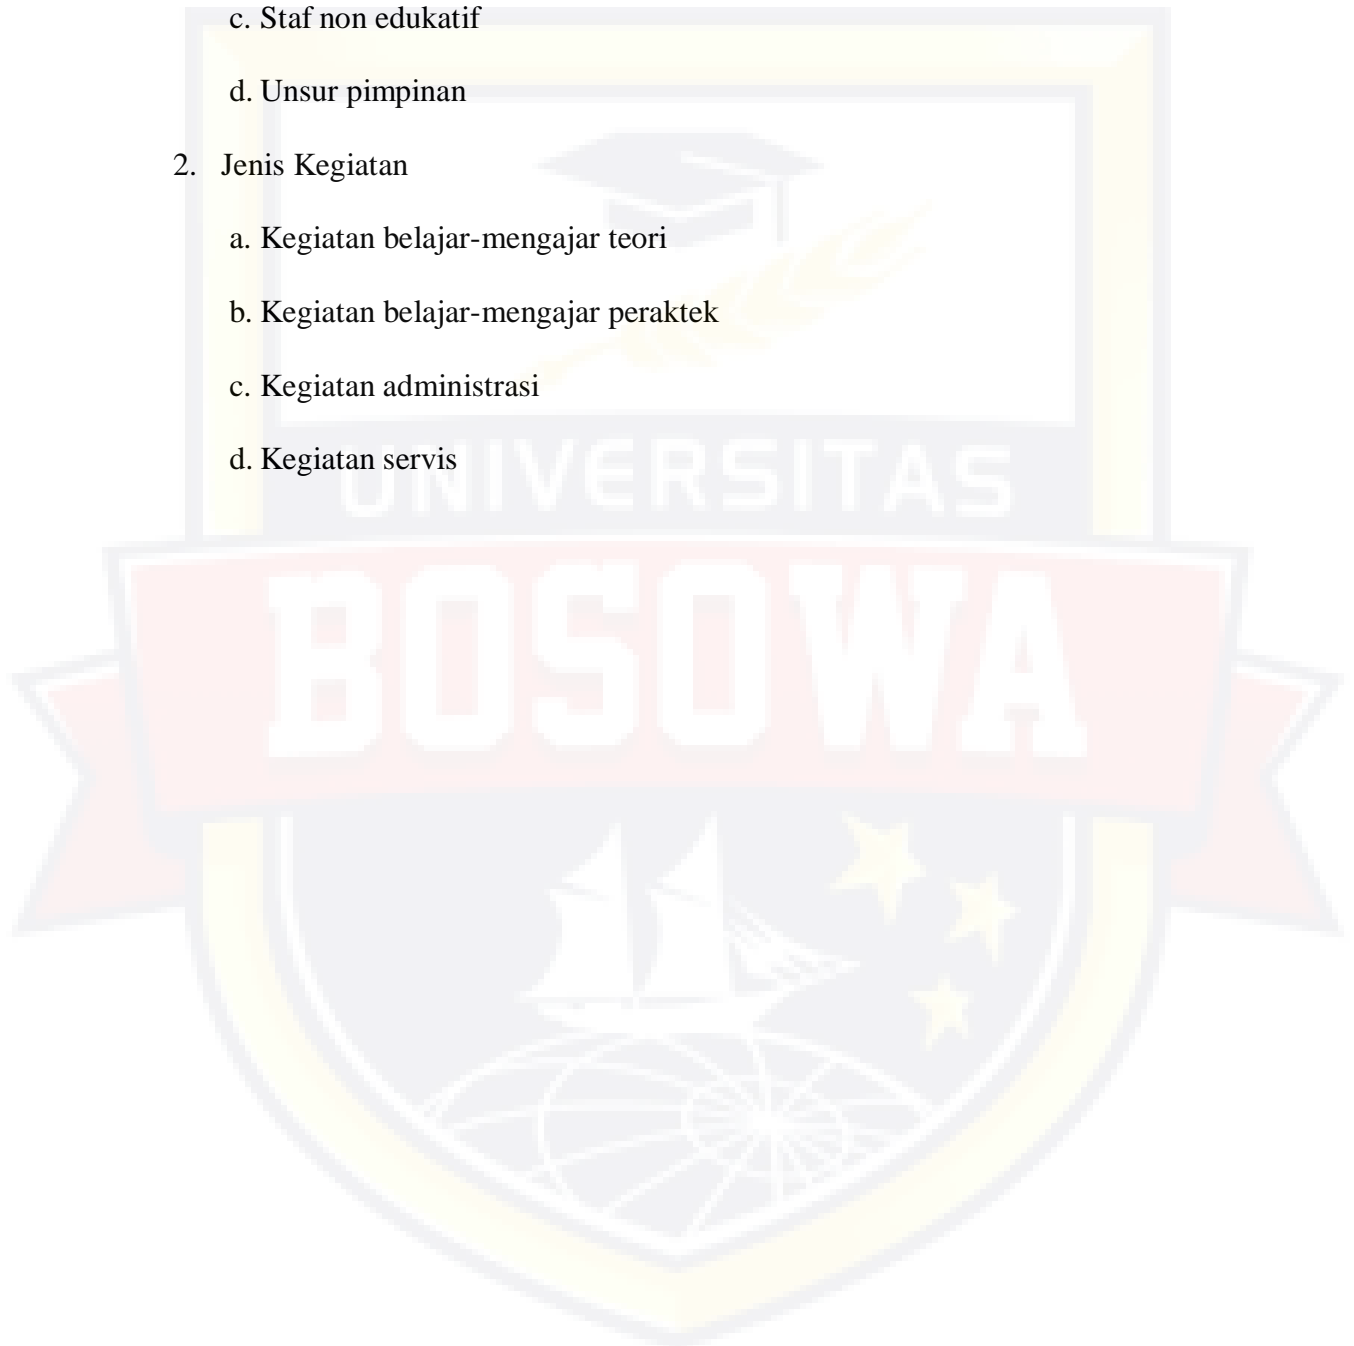 c. Staf non edukatif
d. Unsur pimpinan
2. Jenis Kegiatan
a. Kegiatan belajar-mengajar teori
b. Kegiatan belajar-mengajar peraktek
c. Kegiatan administrasi
d. Kegiatan servis
UNIVERSITAS
BOSOWA